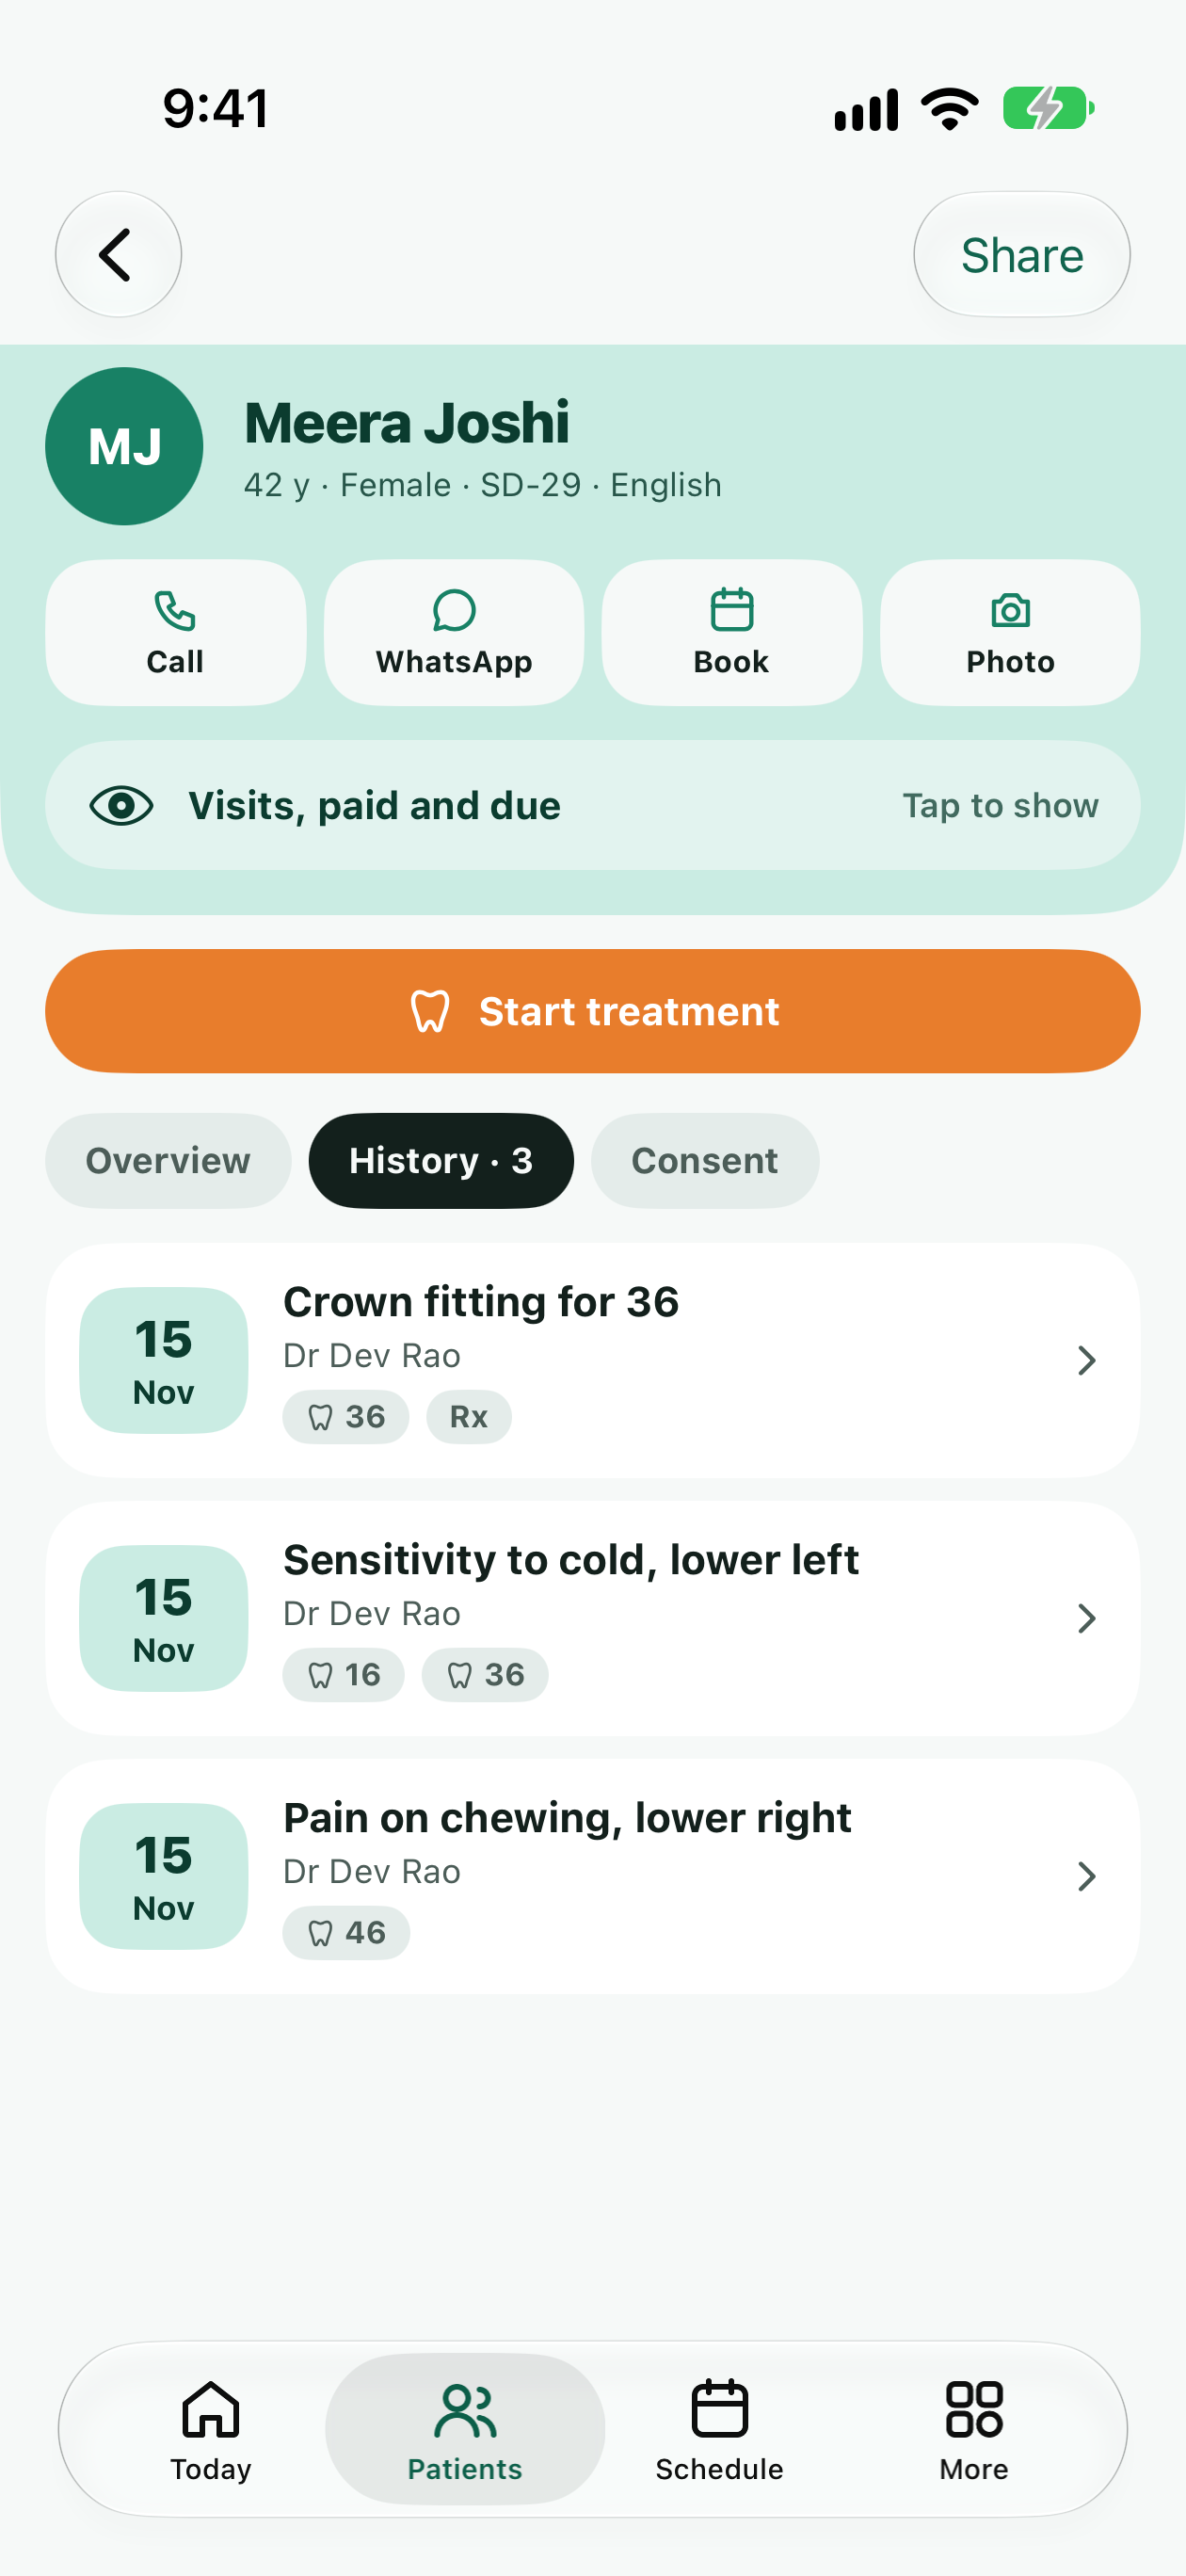 9:41
Share
MJ
Meera Joshi
42 y · Female · SD-29 · English
Call
WhatsApp
Book
Photo
Visits, paid and due
Tap to show
Start treatment
Overview
History · 3
Consent
15
Nov
Crown fitting for 36
Dr Dev Rao
36
Rx
15
Nov
Sensitivity to cold, lower left
Dr Dev Rao
16
36
15
Nov
Pain on chewing, lower right
Dr Dev Rao
46
Today
Patients
Schedule
More